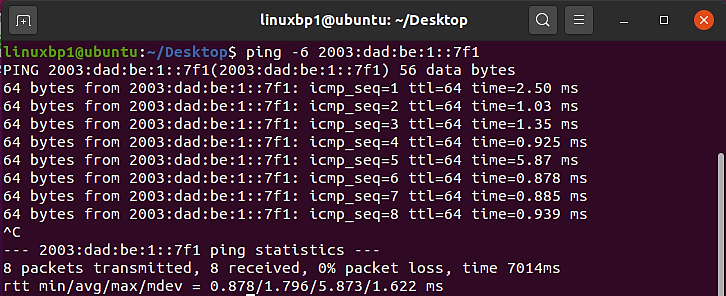 linuxbp1@ubuntu: ~/Desktop
linuxbp1@ubuntu:~/Desktop$ ping -6 2003:dad:be:1::7f1
PING 2003:dad:be:1::7f1(2003:dad:be:1::7f1) 56 data bytes
64 bytes from 2003:dad:be:1::7f1: icmp_seq=1 ttl=64 time=2.50 ms
64 bytes from 2003:dad:be:1::7f1: icmp_seq=2 ttl=64 time=1.03 ms
64 bytes from 2003:dad:be:1::7f1: icmp_seq=3 ttl=64 time=1.35 ms
64 bytes from 2003:dad:be:1::7f1: icmp_seq=4 ttl=64 time=0.925 ms
64 bytes from 2003:dad:be:1::7f1: icmp_seq=5 ttl=64 time=5.87 ms
64 bytes from 2003:dad:be:1::7f1: icmp_seq=6 ttl=64 time=0.878 ms
64 bytes from 2003:dad:be:1::7f1: icmp_seq=7 ttl=64 time=0.885 ms
64 bytes from 2003:dad:be:1::7f1: icmp_seq=8 ttl=64 time=0.939 ms
^C
--- 2003:dad:be:1::7f1 ping statistics ---
8 packets transmitted, 8 received, 0% packet loss, time 7014ms
rtt min/avg/max/mdev = 0.878/1.796/5.873/1.622 ms